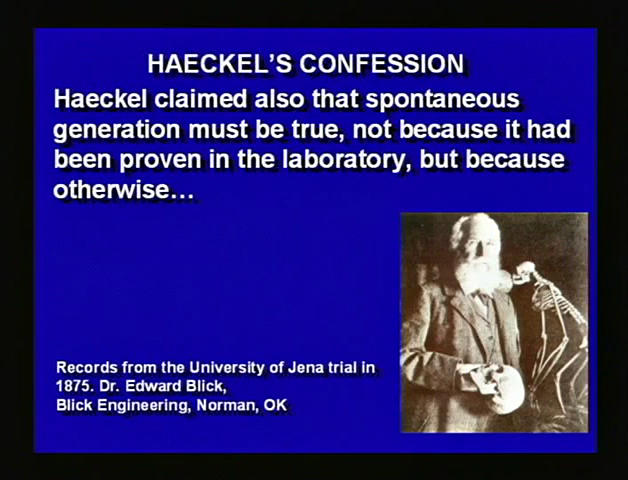 HAECKEL'S CONFESSION
Haeckel claimed also that spontaneous
generation must be true, not because it had
been proven in the laboratory, but because
otherwise…
Records from the University of Jena trial in
1875. Dr. Edward Blick,
Blick Engineering, Norman, OK